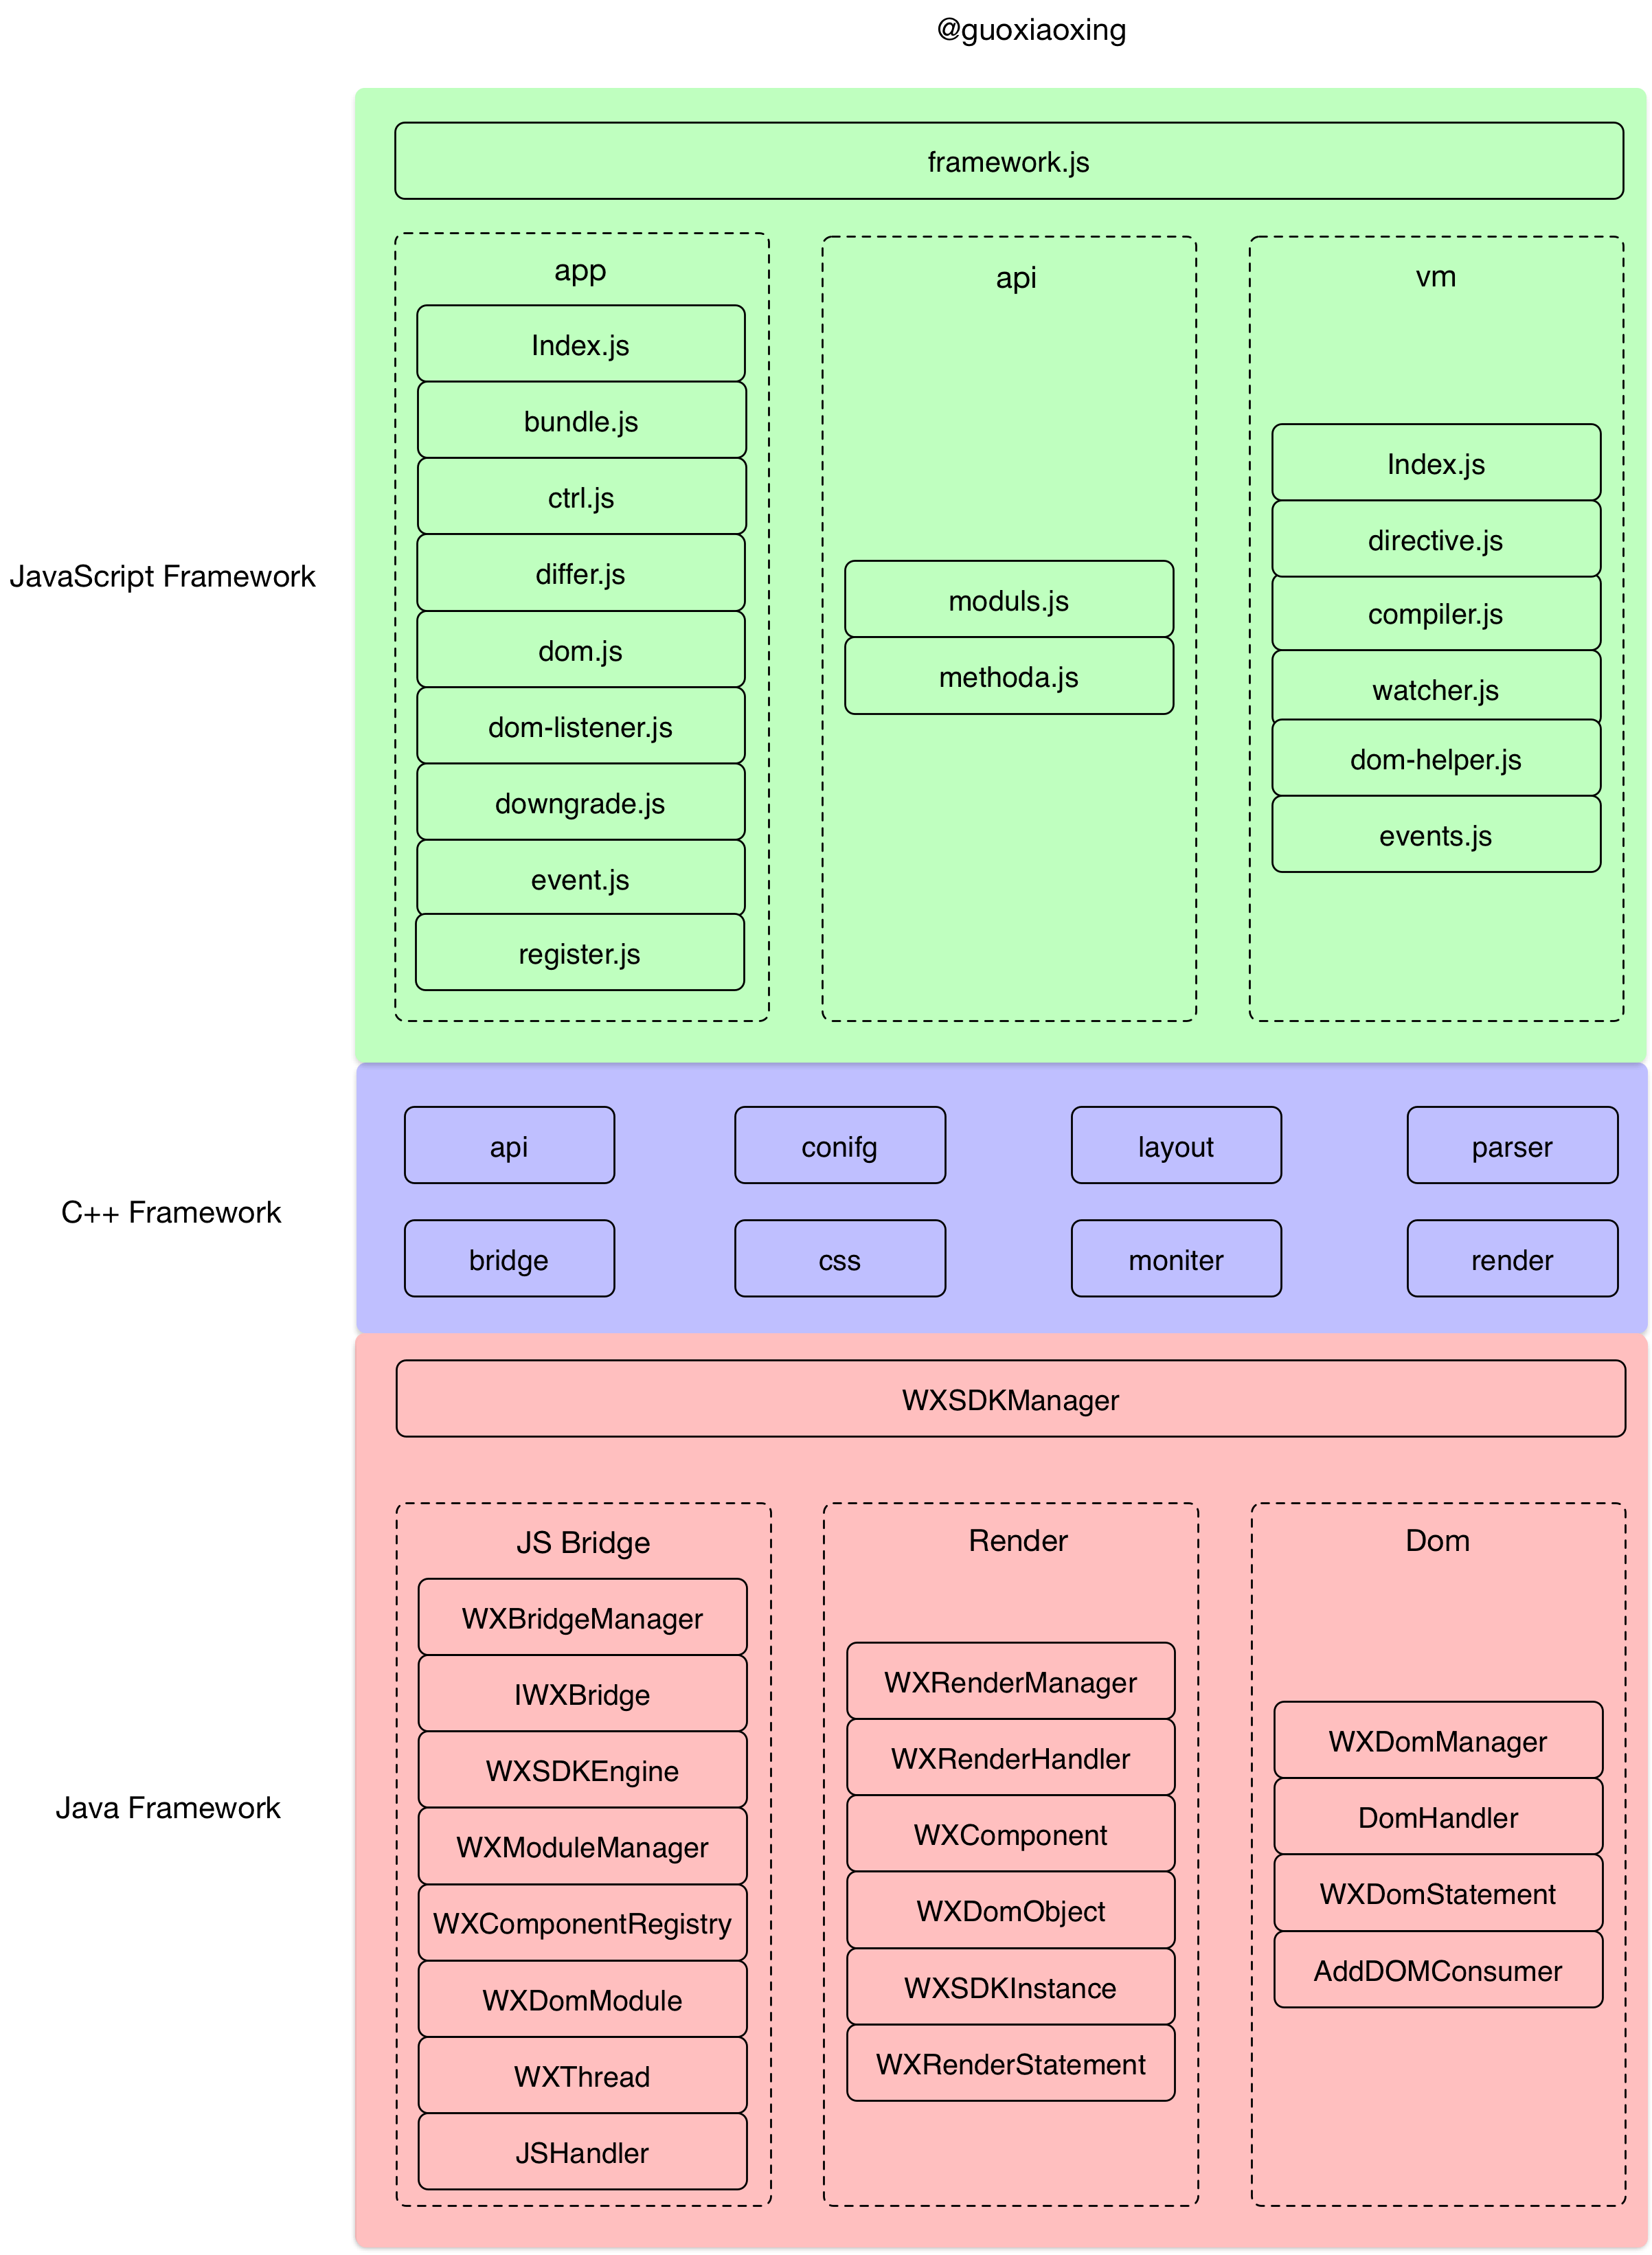 @guoxiaoxing
JavaScript Framework
framework.js
app
Index.js
bundle.js
ctrl.js
differ.js
dom.js
dom-listener.js
downgrade.js
event.js
register.js
api
moduls.js
methoda.js
vm
Index.js
directive.js
compiler.js
watcher.js
dom-helper.js
events.js
C++ Framework
api
conifg
layout
parser
bridge
css
moniter
render
Java Framework
WXSDKManager
JS Bridge
WXBridgeManager
IWXBridge
WXSDKEngine
WXModuleManager
WXComponentRegistry
WXDomModule
WXThread
JSHandler
Render
WXRenderManager
WXRenderHandler
WXComponent
WXDomObject
WXSDKInstance
WXRenderStatement
Dom
WXDomManager
DomHandler
WXDomStatement
AddDOMConsumer